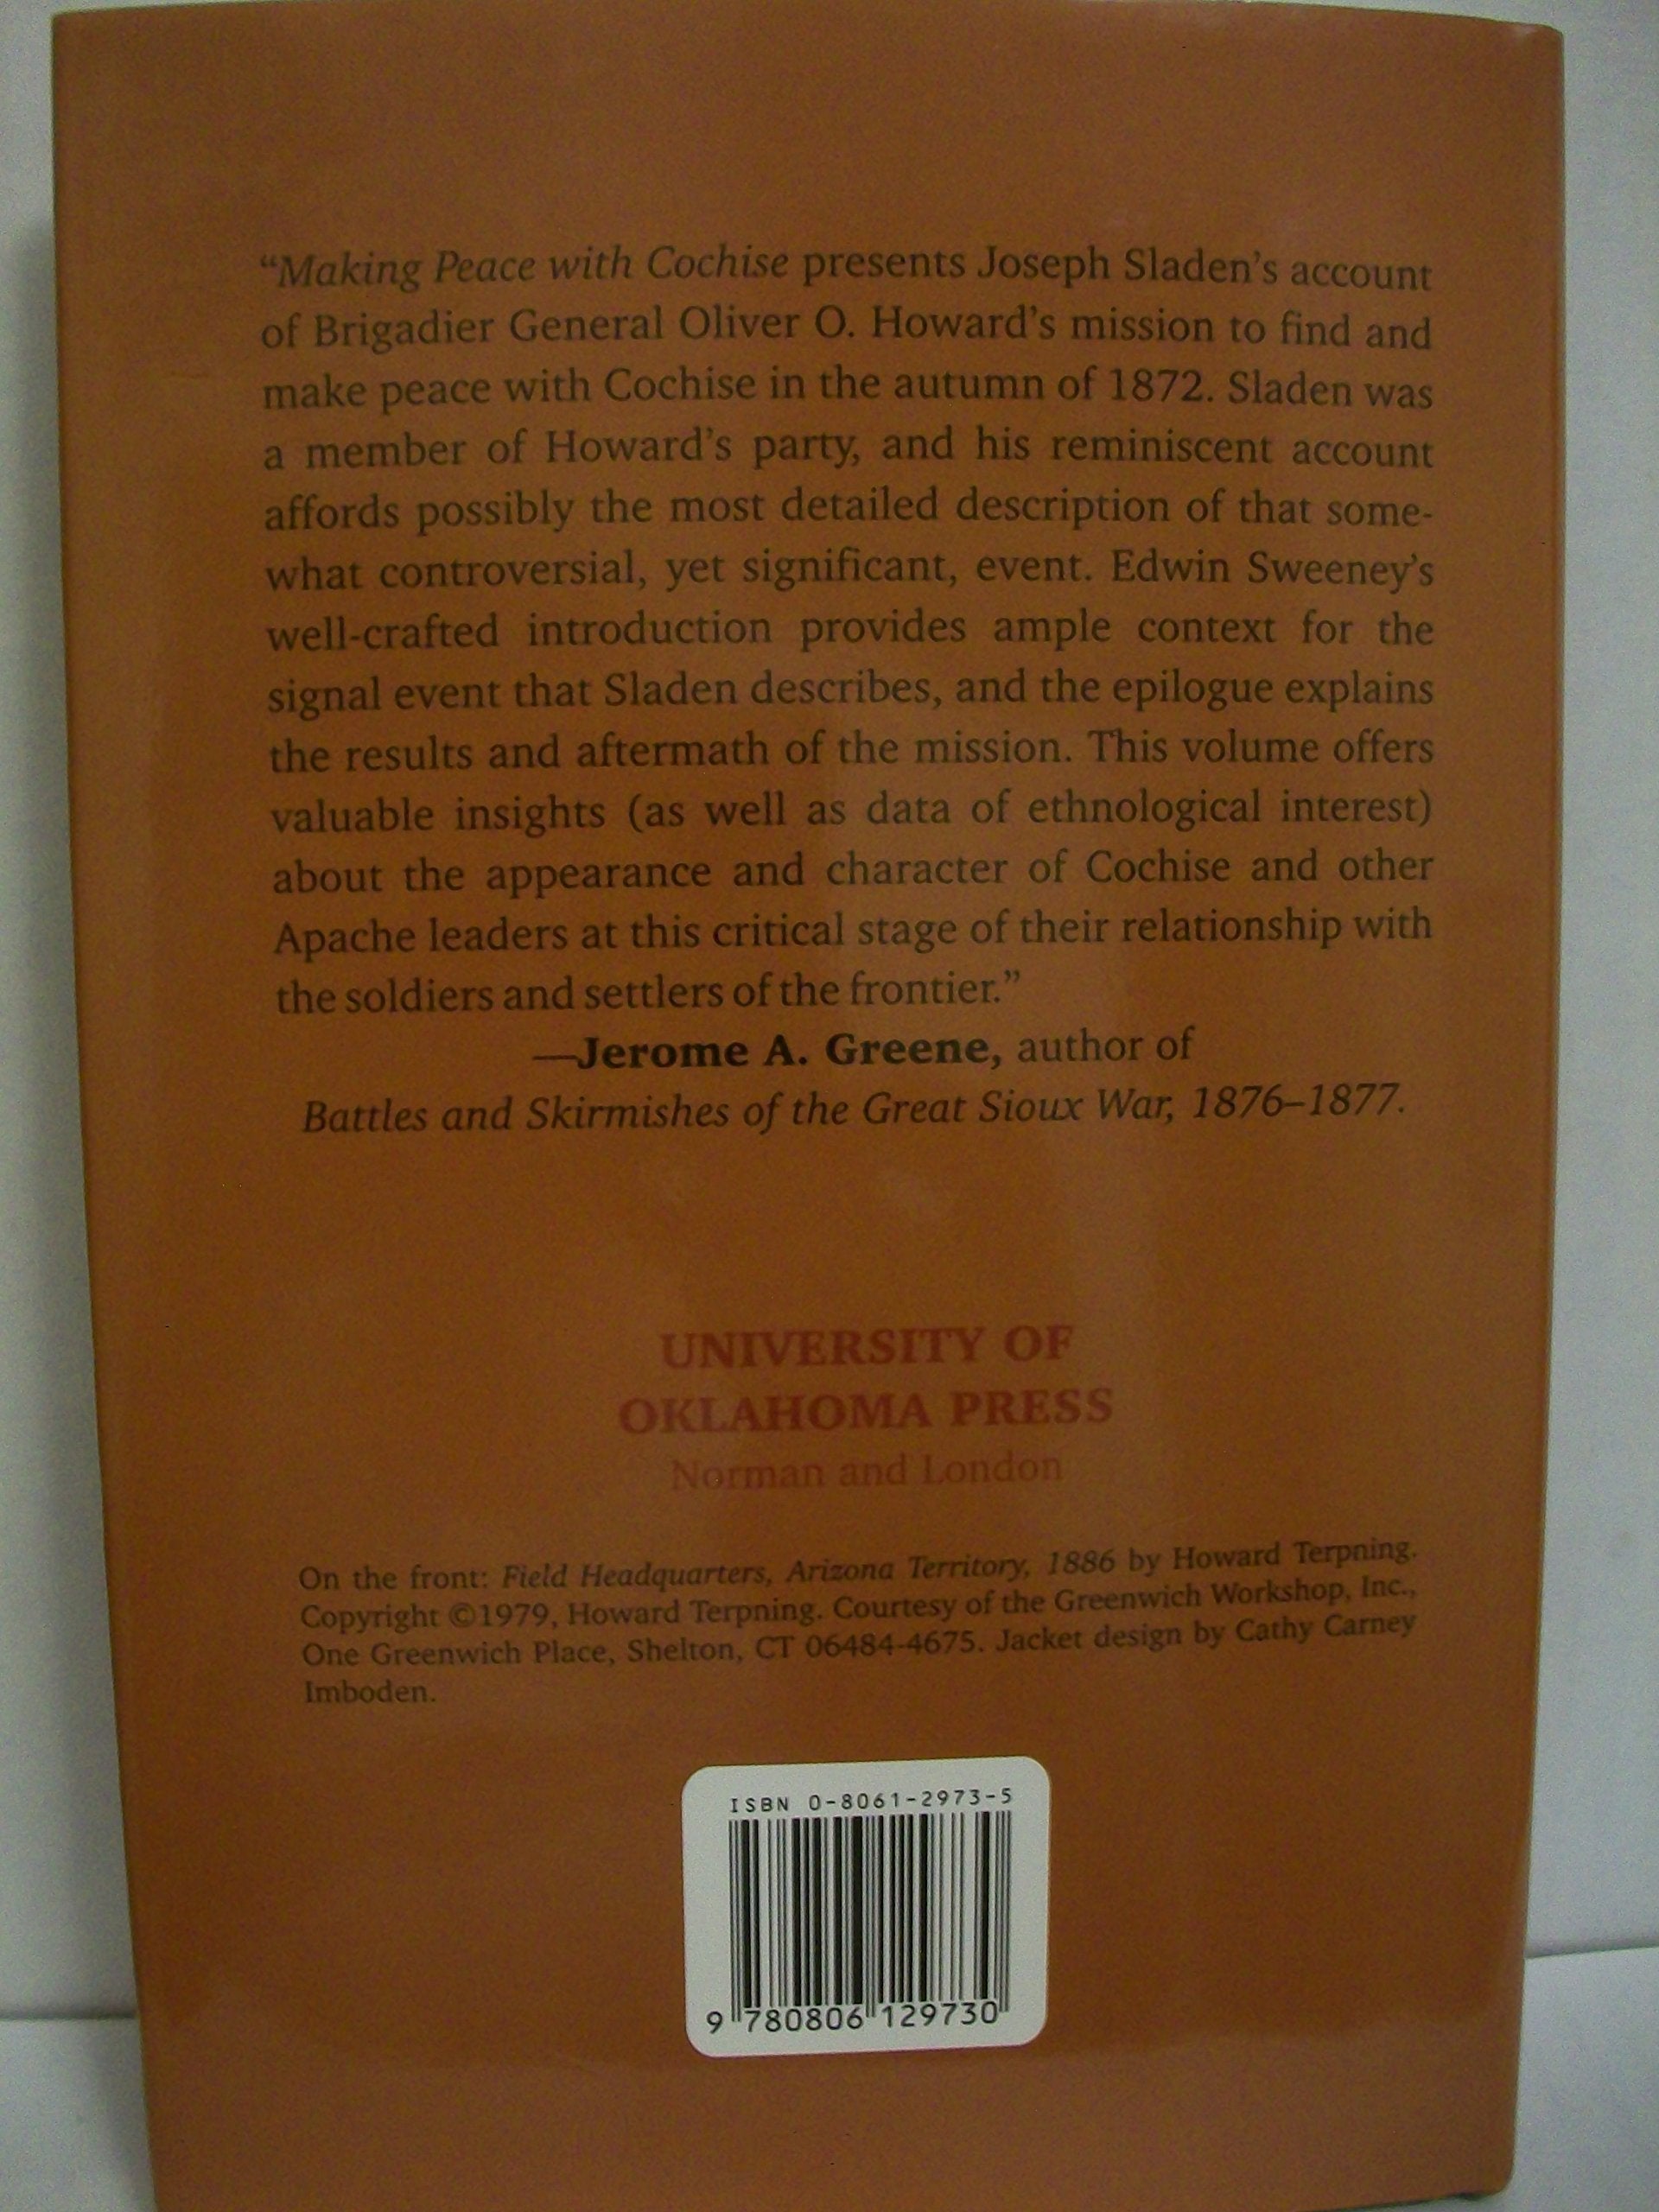 “Making Peace with Cochise presents Joseph Sladen’s account
of Brigadier General Oliver O. Howard’s mission to find and
make peace with Cochise in the autumn of 1872. Sladen was
a member of Howard’s party, and his reminiscent account
affords possibly the most detailed description of that some-
what controversial, yet significant, event. Edwin Sweeney’s
well-crafted introduction provides ample context for the
signal event that Sladen describes, and the epilogue explains
the results and aftermath of the mission. This volume offers
valuable insights (as well as data of ethnological interest)
about the appearance and character of Cochise and other
Apache leaders at this critical stage of their relationship with
the soldiers and settlers of the frontier.”
—Jerome A. Greene, author of
Battles and Skirmishes of the Great Sioux War, 1876–1877.
UNIVERSITY OF
OKLAHOMA PRESS
Norman and London
On the front: Field Headquarters, Arizona Territory, 1886 by Howard Terpning.
Copyright ©1979, Howard Terpning. Courtesy of the Greenwich Workshop, Inc.,
One Greenwich Place, Shelton, CT 06484-4675. Jacket design by Cathy Carney
Imboden.
ISBN 0-8061-2973-5
9 780806 129730